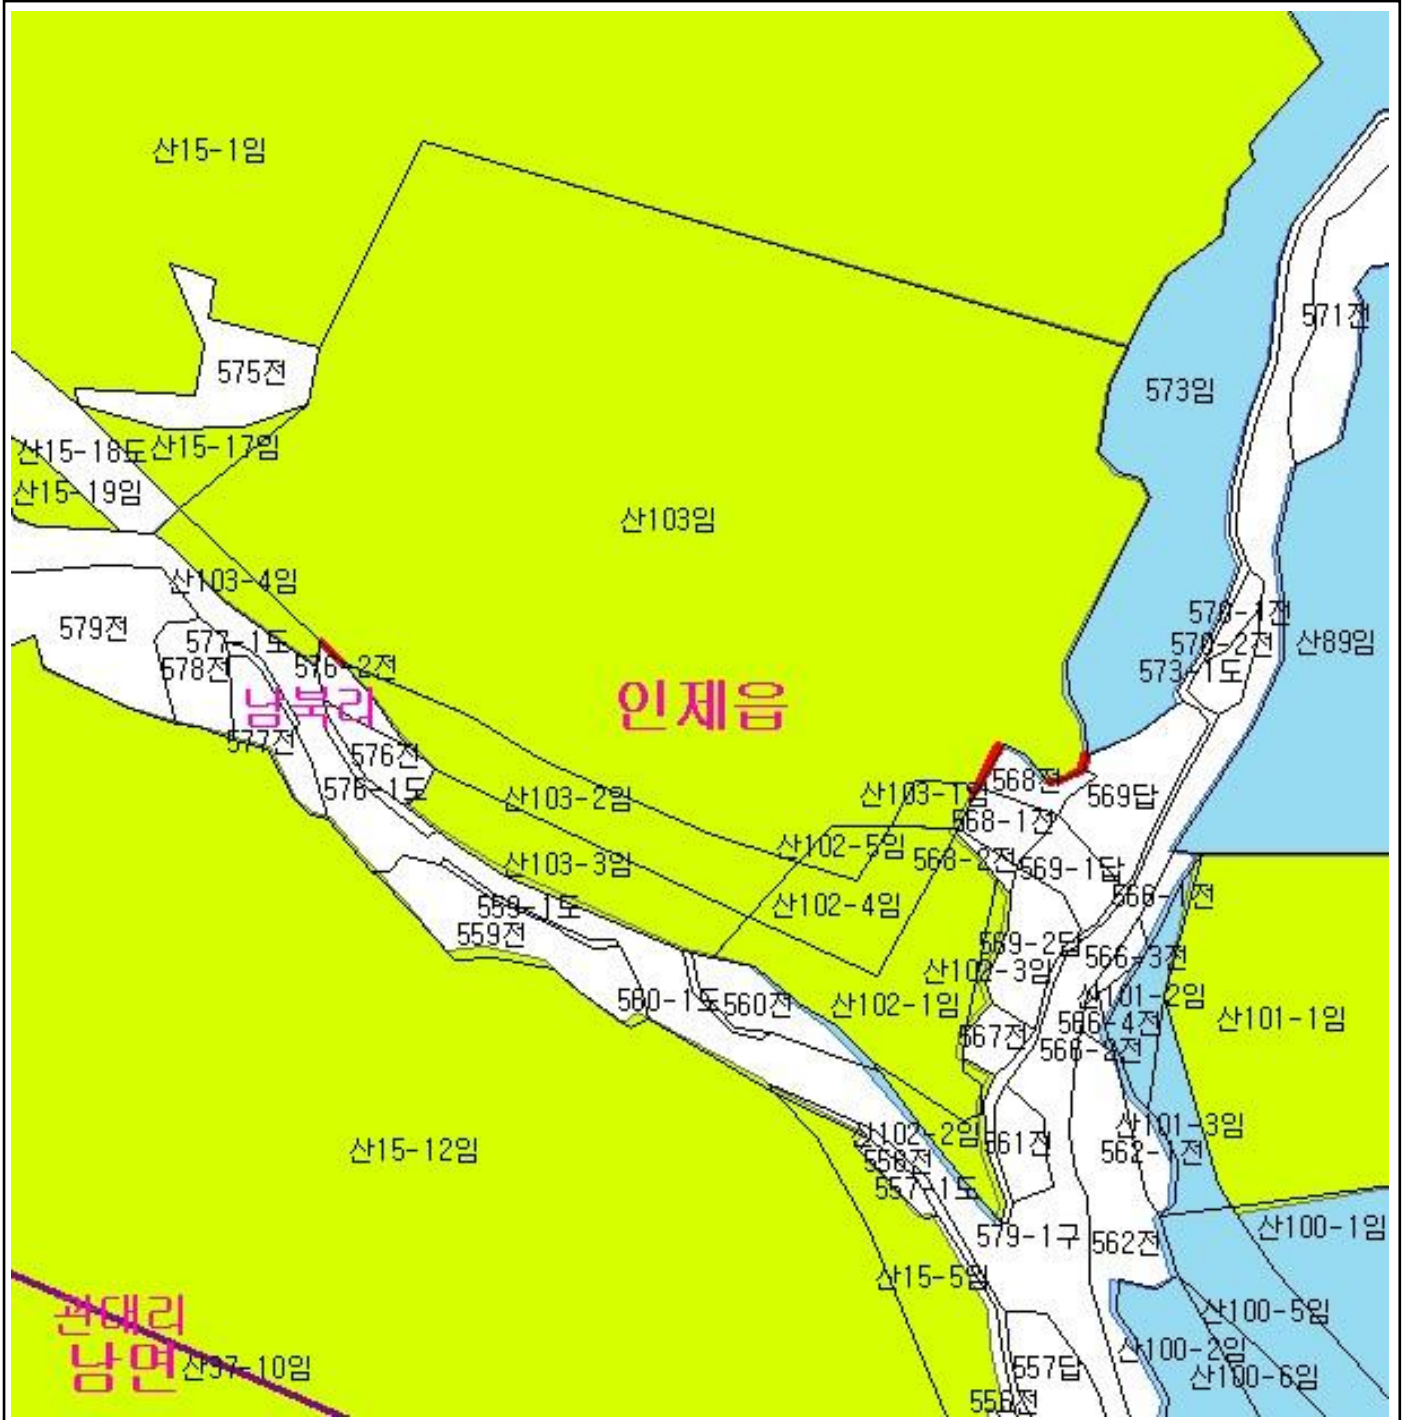 산15-1임
571전
575전
573임
산15-18도
산15-17임
산15-19임
산103임
산103-4임
579전
577-1도
570-1전
570-2전
산89임
573-1도
578전
576-2전
남북리
인제읍
577전
576전
576-1도
568전
569답
산103-2임
산103-1임
568-1전
산102-5임
568-2전
569-1답
산103-3임
566-1전
559-1도
산102-4임
559전
569-2답
566-3전
산102-3임
560-1도
560전
산102-1임
산101-2임
566-4전
산101-1임
567전
566-2전
산102-2임
561전
산101-3임
산15-12임
558전
562-1전
557-1도
579-1구
562전
산100-1임
산15-5임
관대리
산100-5임
남면
산97-10임
557답
산100-2임
산100-6임
556전